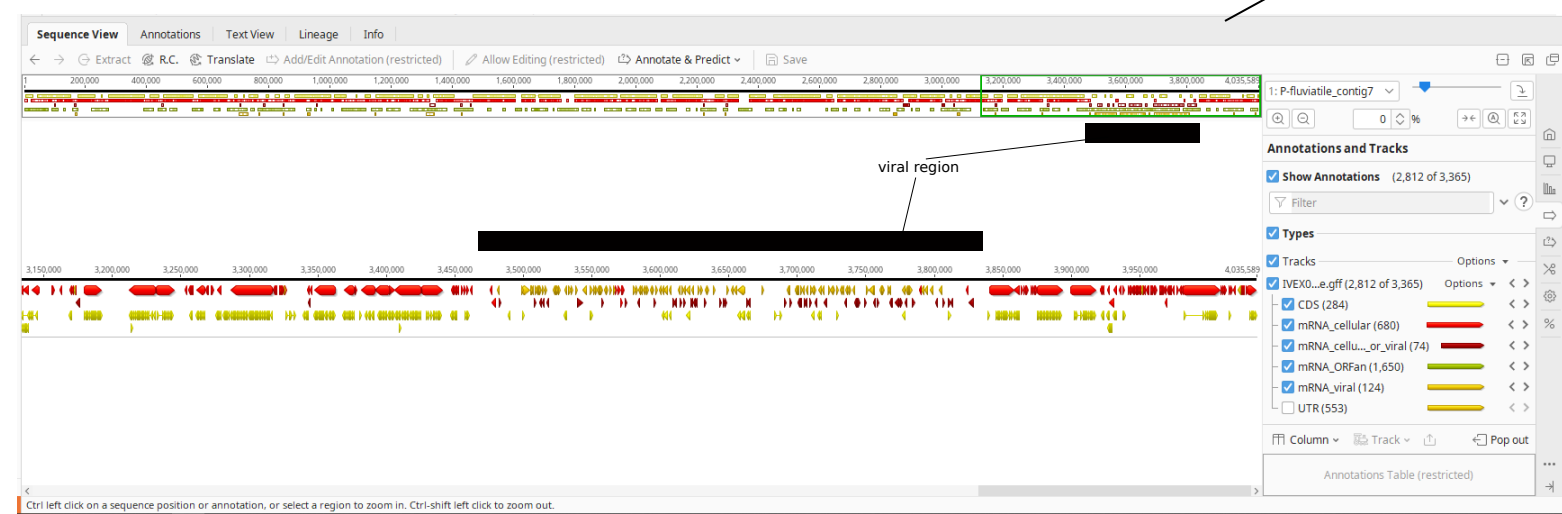 Sequence View Annotations Text View Lineage Info
Extract R.C. Translate Add/Edit Annotation (restricted) Allow Editing (restricted) Annotate & Predict Save
1 200,000 400,000 600,000 800,000 1,000,000 1,200,000 1,400,000 1,600,000 1,800,000 2,000,000 2,200,000 2,400,000 2,600,000 2,800,000 3,000,000 3,200,000 3,400,000 3,600,000 3,800,000 4,035,589
1: P-fluviatile_contig7
0 %
Annotations and Tracks
viral region
Show Annotations (2,812 of 3,365)
Filter ?
Types
Tracks Options
3,150,000 3,200,000 3,250,000 3,300,000 3,350,000 3,400,000 3,450,000 3,500,000 3,550,000 3,600,000 3,650,000 3,700,000 3,750,000 3,800,000 3,850,000 3,900,000 3,950,000 4,035,589
IVEX0...e.gff (2,812 of 3,365) Options
CDS (284)
mRNA_cellular (680)
mRNA_cellu..._or_viral (74)
mRNA_ORFan (1,650)
mRNA_viral (124)
UTR (553)
Column Track Pop out
Annotations Table (restricted)
Ctrl left click on a sequence position or annotation, or select a region to zoom in. Ctrl-shift left click to zoom out.